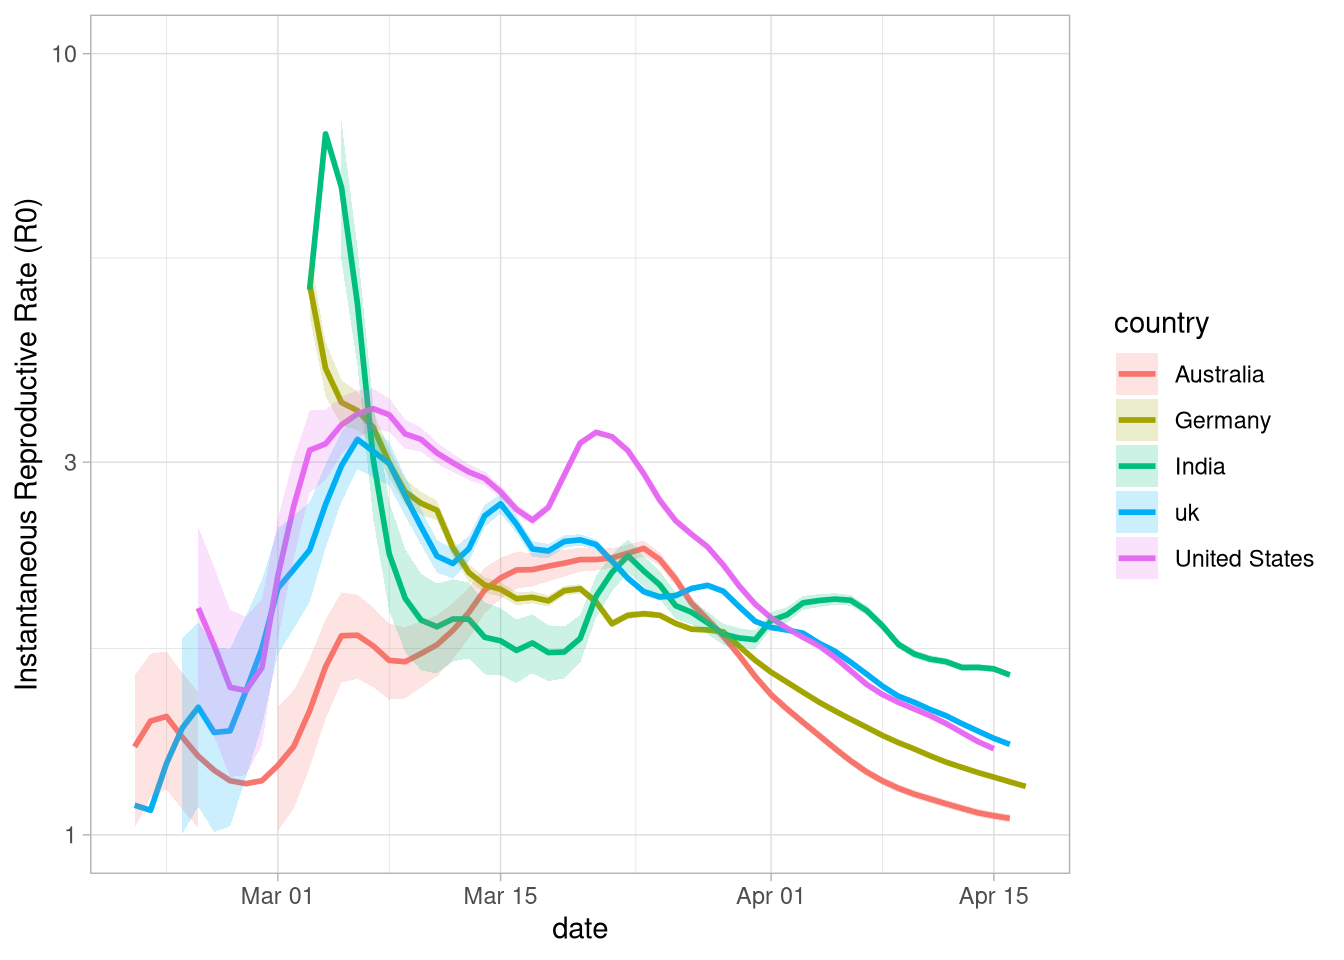 Instantaneous Reproductive Rate (R0)
10
3
1
Mar 01
Mar 15
Apr 01
Apr 15
date
country
Australia
Germany
India
uk
United States